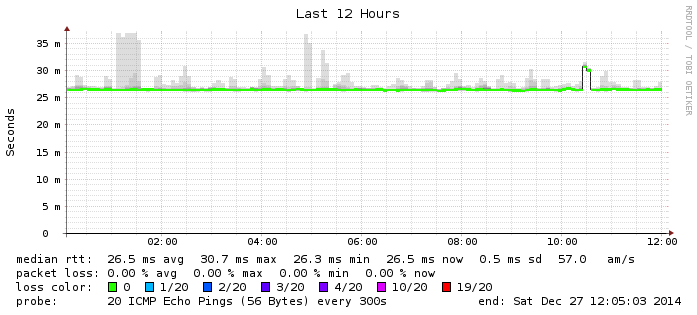 Last 12 Hours
RRDTOOL / TOBI OETIKER
Seconds
35 m
30 m
25 m
20 m
15 m
10 m
5 m
0
02:00 04:00 06:00 08:00 10:00 12:00
median rtt: 26.5 ms avg 30.7 ms max 26.3 ms min 26.5 ms now 0.5 ms sd 57.0 am/s
packet loss: 0.00 % avg 0.00 % max 0.00 % min 0.00 % now
loss color: 0 1/20 2/20 3/20 4/20 10/20 19/20
probe: 20 ICMP Echo Pings (56 Bytes) every 300s end: Sat Dec 27 12:05:03 2014